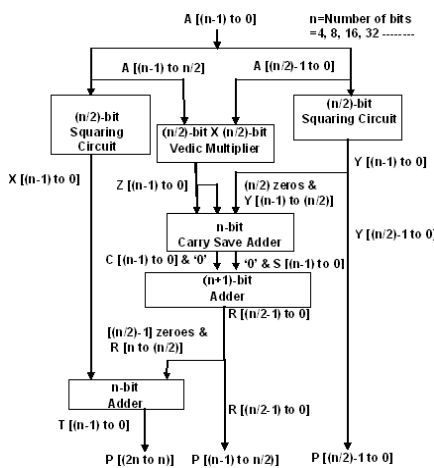 A [(n-1) to 0]
n=Number of bits
=4, 8, 16, 32 --------
A [(n-1) to n/2]
A [(n/2)-1 to 0]
(n/2)-bit
Squaring
Circuit
(n/2)-bit X (n/2)-bit
Vedic Multiplier
(n/2)-bit
Squaring Circuit
X [(n-1) to 0]
Z [(n-1) to 0]
(n/2) zeros &
Y [(n-1) to (n/2)]
Y [(n-1) to 0]
Y [(n/2)-1 to 0]
n-bit
Carry Save Adder
C [(n-1) to 0] & '0'
'0' & S [(n-1) to 0]
(n+1)-bit
Adder
R [(n/2-1) to 0]
[(n/2)-1] zeroes &
R [n to (n/2)]
n-bit
Adder
R [(n/2-1) to 0]
T [(n-1) to 0]
P [(2n to n)]
P [(n-1) to n/2)]
P [(n/2)-1 to 0]